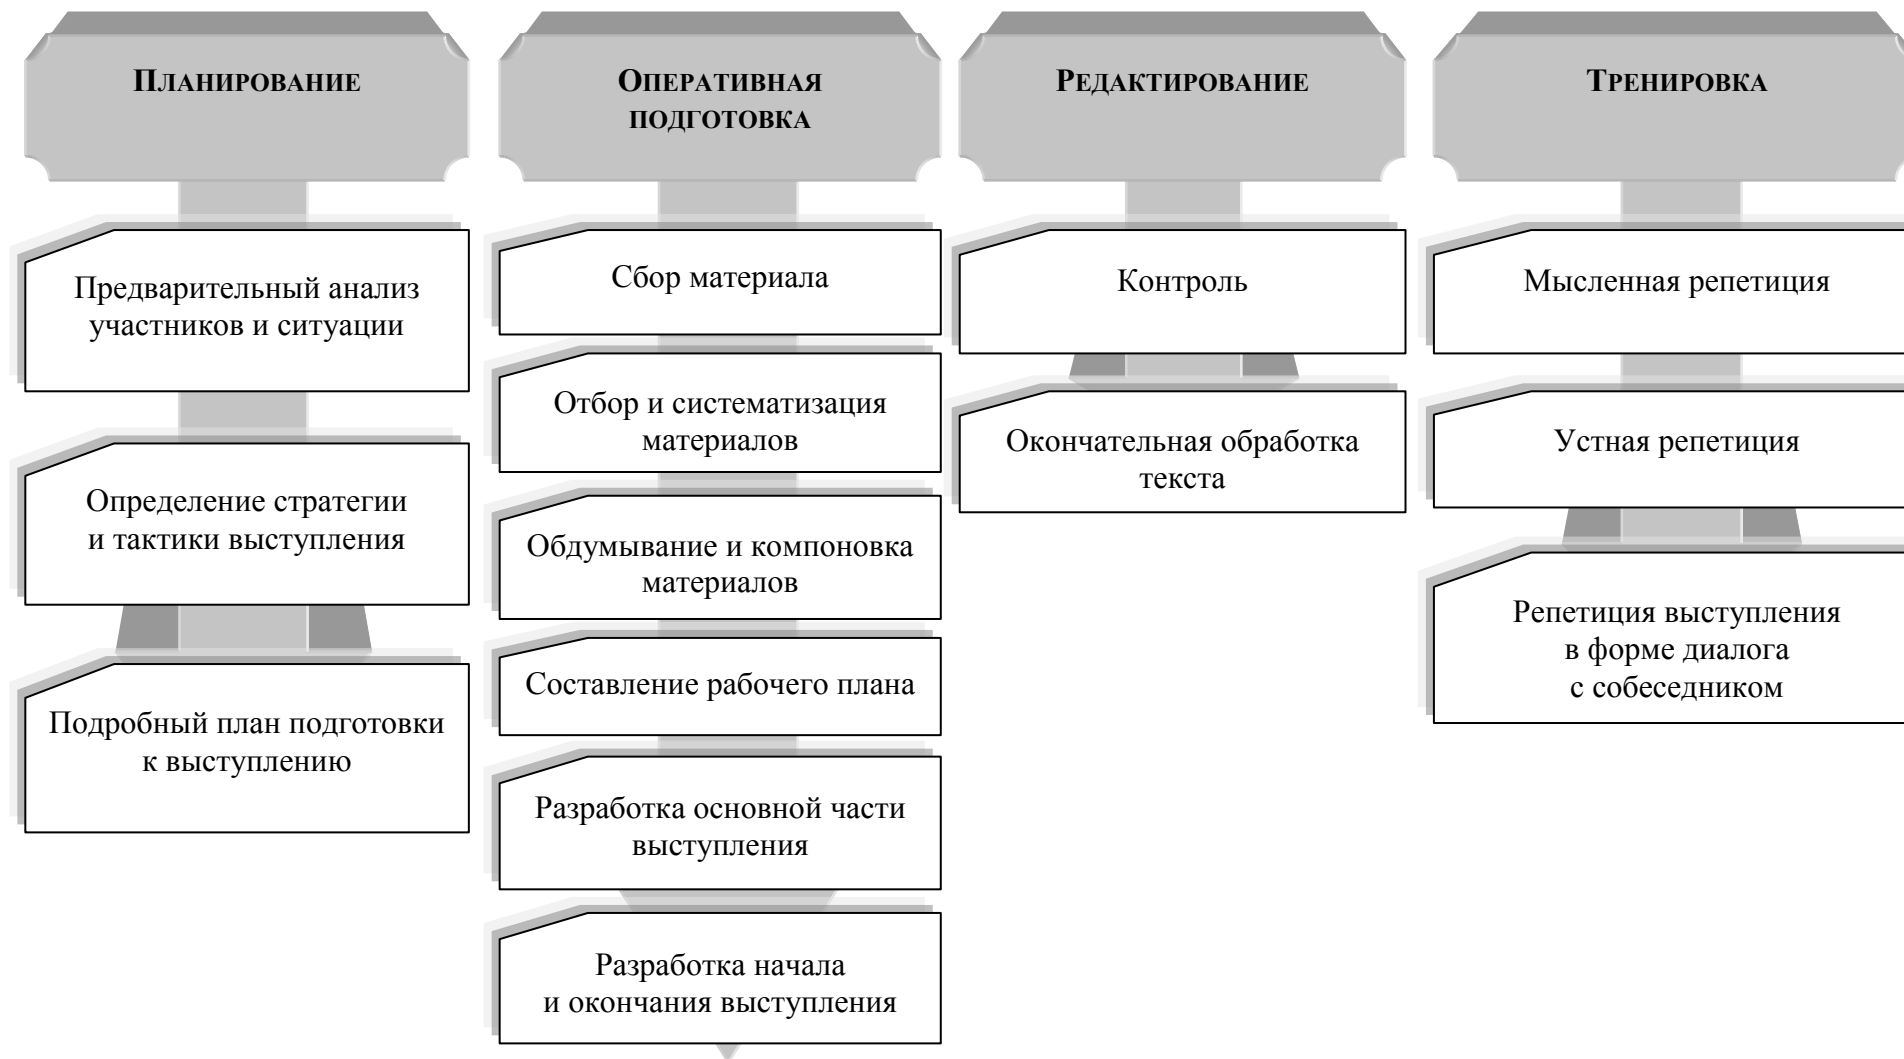 Планирование
Предварительный анализ
участников и ситуации
Определение стратегии
и тактики выступления
Подробный план подготовки
к выступлению
Оперативная
подготовка
Сбор материала
Отбор и систематизация
материалов
Обдумывание и компоновка
материалов
Составление рабочего плана
Разработка основной части
выступления
Разработка начала
и окончания выступления
Редактирование
Контроль
Окончательная обработка
текста
Тренировка
Мысленная репетиция
Устная репетиция
Репетиция выступления
в форме диалога
с собеседником